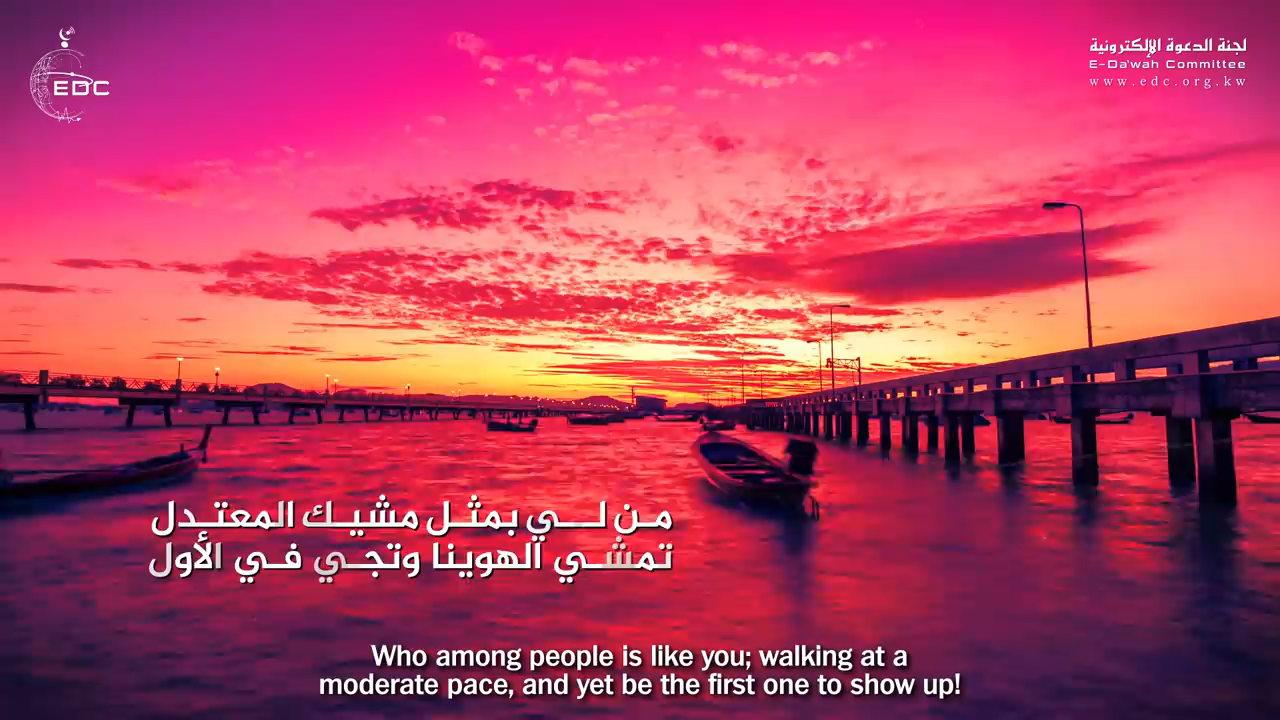 EDC
لجنة الدعوة الإلكترونية
E-Da'wah Committee
www.edc.org.kw
مـن لـــي بمثـل مشيـك المعتـدل
تمشـي الهوينا وتجـي فـي الأول
Who among people is like you; walking at a
moderate pace, and yet be the first one to show up!